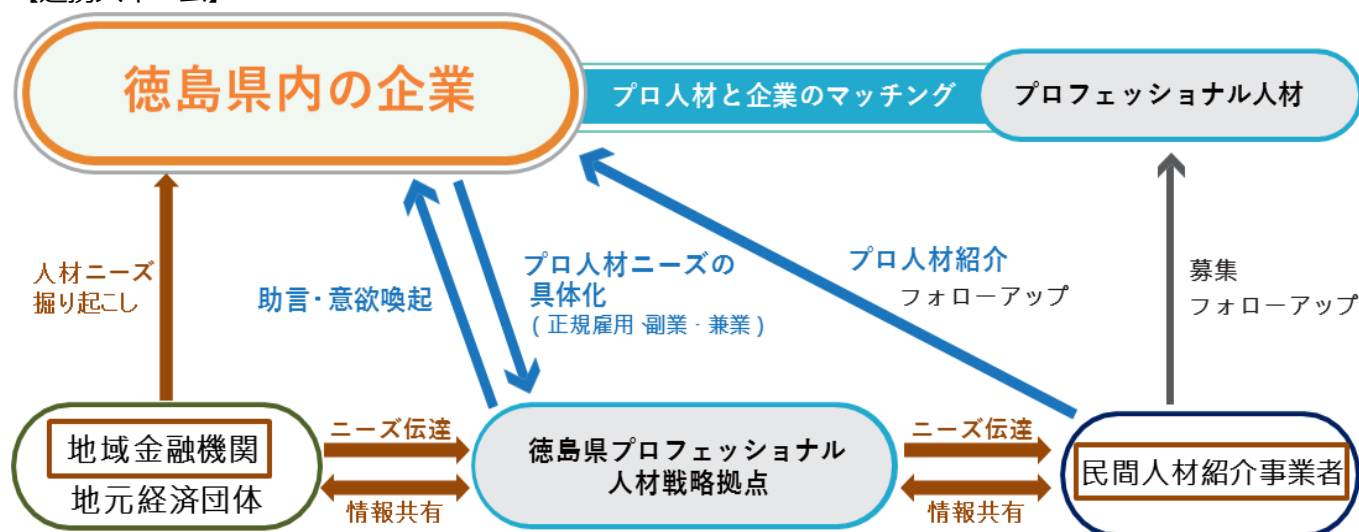 徳島県内の企業
プロ人材と企業のマッチング
プロフェッショナル人材
人材ニーズ
掘り起こし
助言・意欲喚起
プロ人材ニーズの
具体化
(正規雇用・副業・兼業)
プロ人材紹介
フォローアップ
募集
フォローアップ
地域金融機関
地元経済団体
ニーズ伝達
情報共有
徳島県プロフェッショナル
人材戦略拠点
ニーズ伝達
情報共有
民間人材紹介事業者